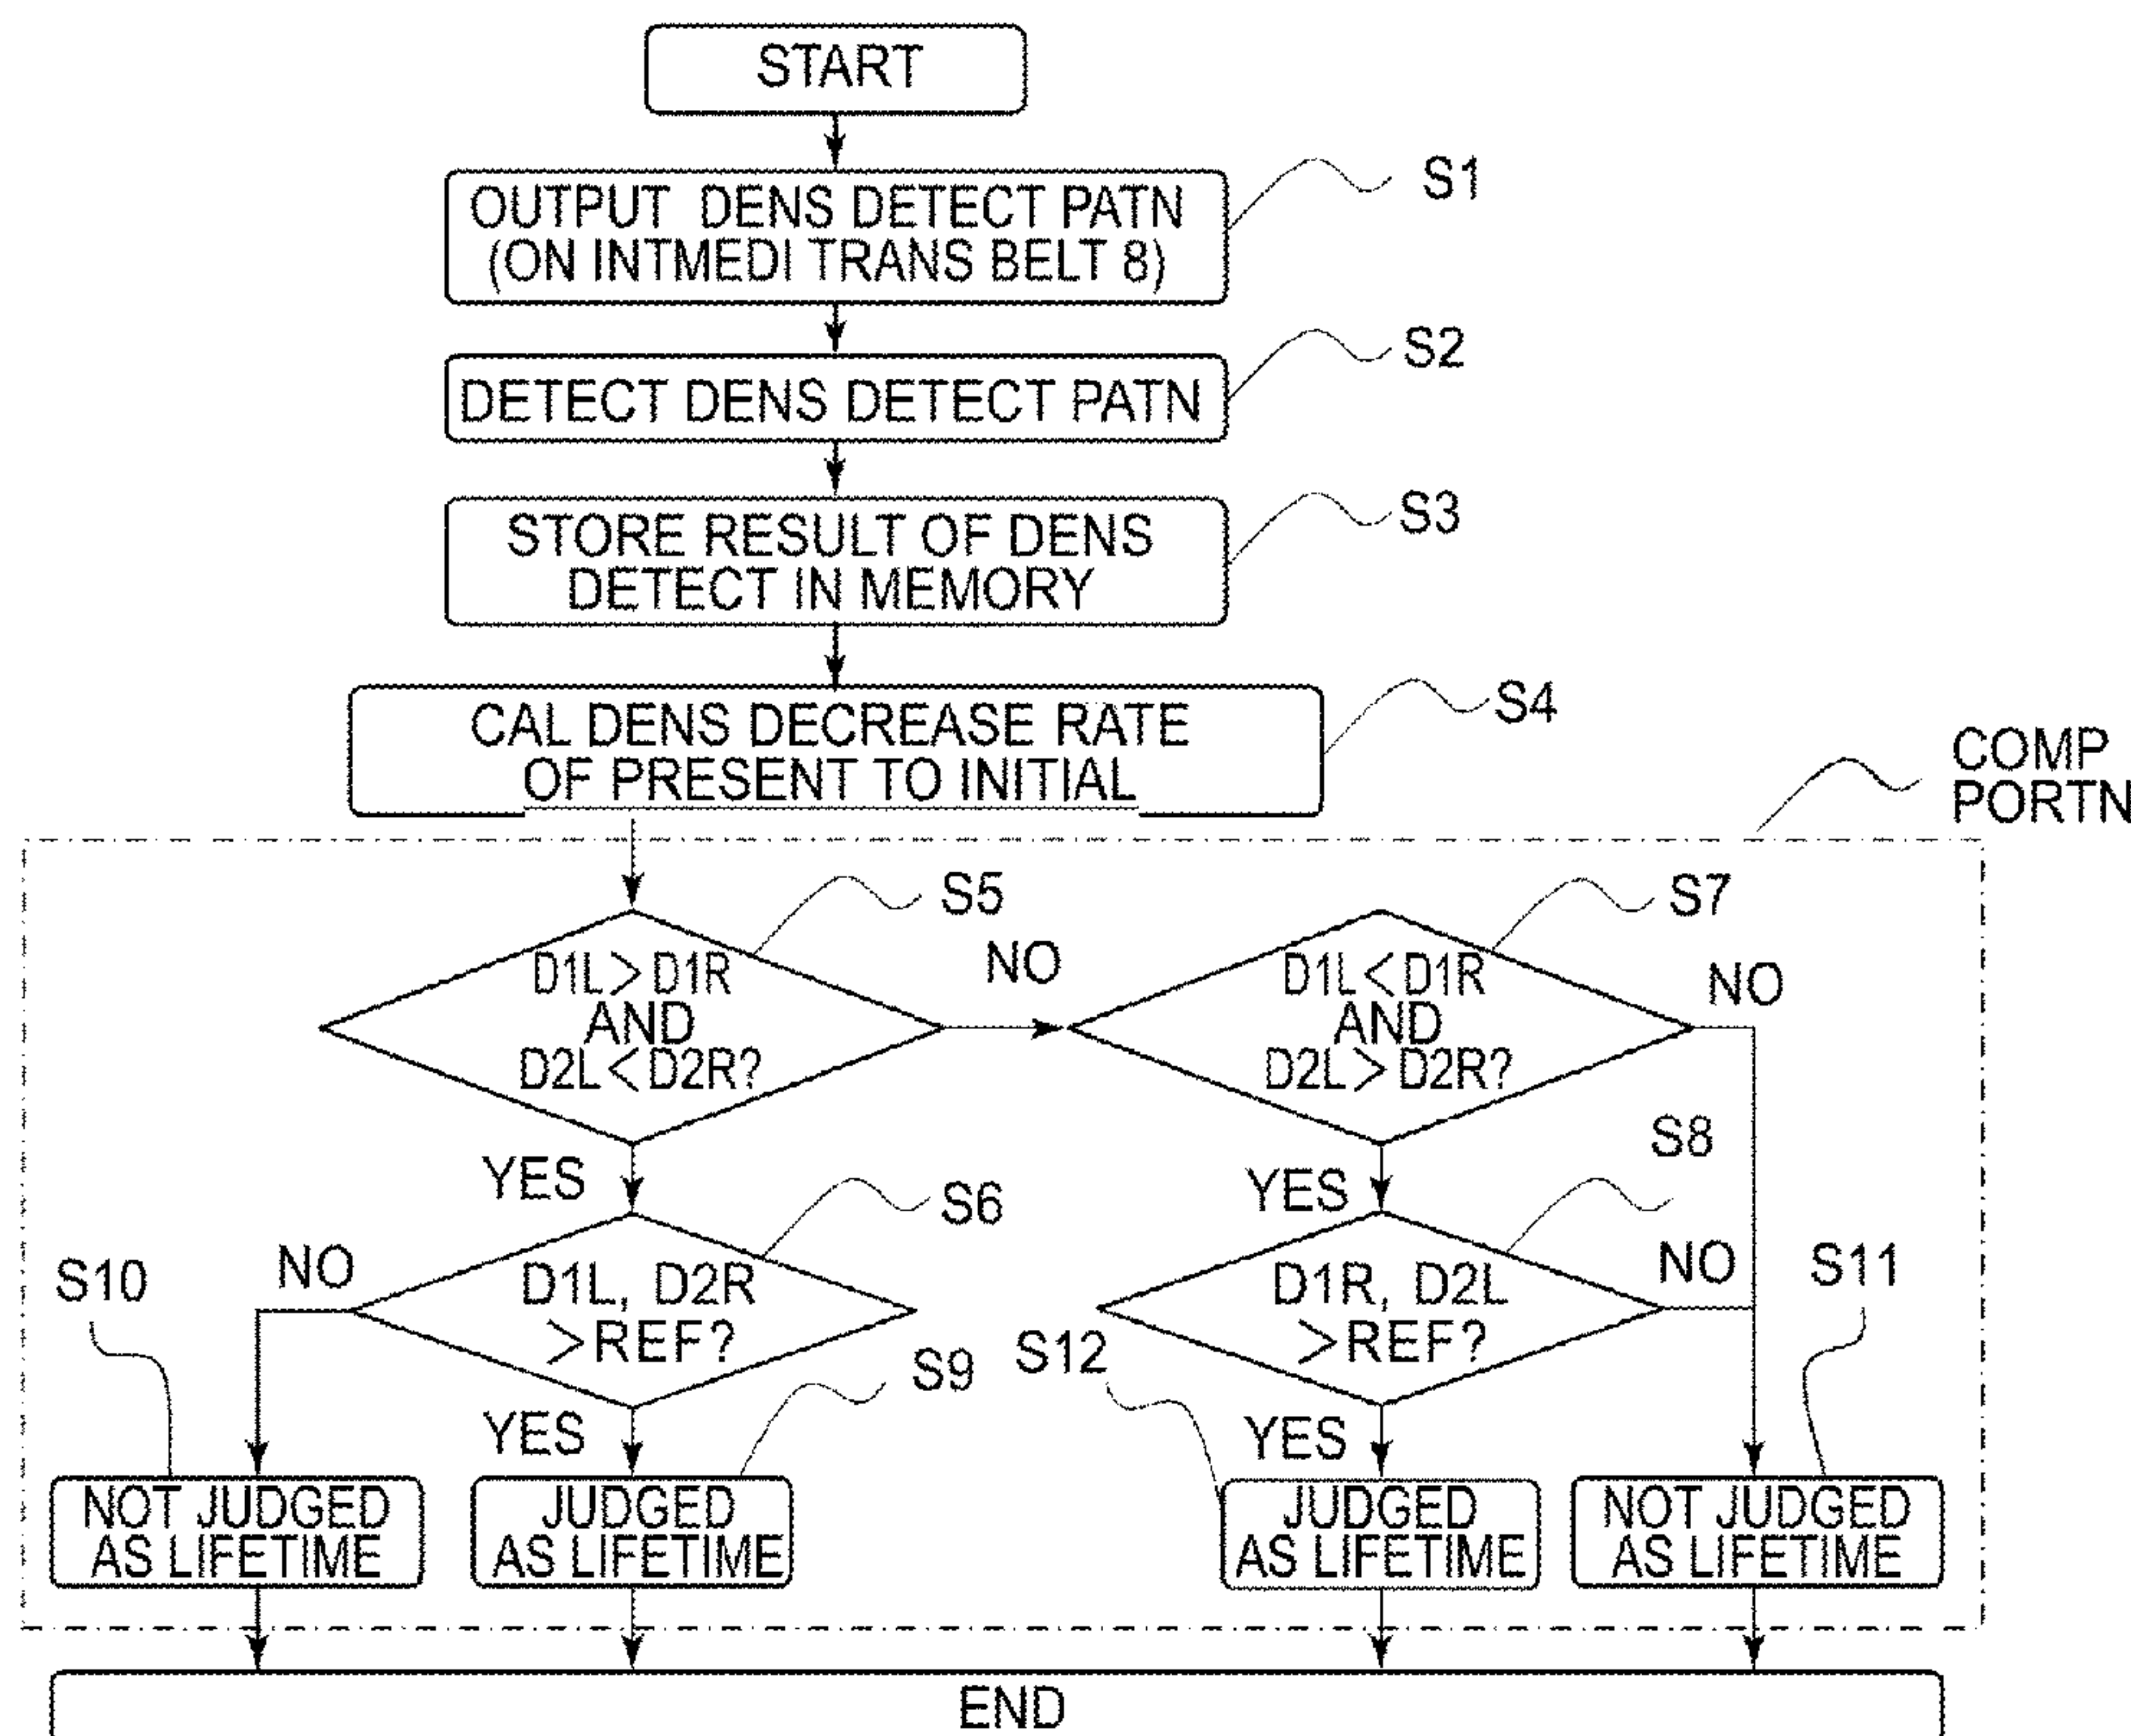 START
OUTPUT DENS DETECT PATN
(ON INTMEDI TRANS BELT 8)
S1
DETECT DENS DETECT PATN
S2
STORE RESULT OF DENS
DETECT IN MEMORY
S3
CAL DENS DECREASE RATE
OF PRESENT TO INITIAL
S4
COMP
PORTN
D1L>D1R
AND
D2L<D2R?
S5
NO
D1L<D1R
AND
D2L>D2R?
S7
NO
YES
YES
D1L, D2R
>REF?
S6
NO
S10
D1R, D2L
>REF?
S8
NO
S11
YES
S9
S12
YES
NOT JUDGED
AS LIFETIME
JUDGED
AS LIFETIME
JUDGED
AS LIFETIME
NOT JUDGED
AS LIFETIME
END